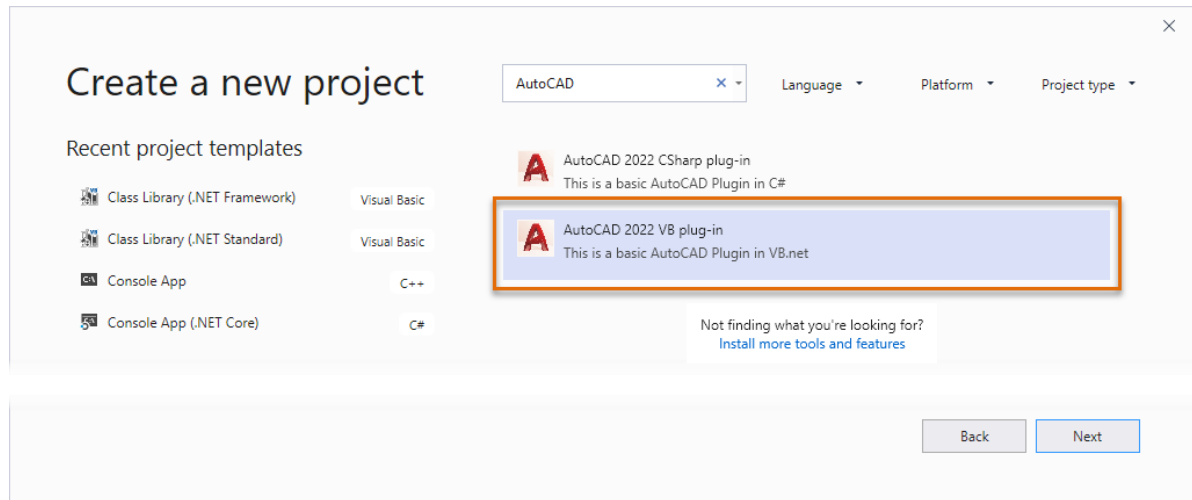 Create a new project
AutoCAD
Language
Platform
Project type
Recent project templates
Class Library (.NET Framework)
Visual Basic
Class Library (.NET Standard)
Visual Basic
Console App
C++
Console App (.NET Core)
C#
AutoCAD 2022 CSharp plug-in
This is a basic AutoCAD Plugin in C#
AutoCAD 2022 VB plug-in
This is a basic AutoCAD Plugin in VB.net
Not finding what you're looking for?
Install more tools and features
Back
Next